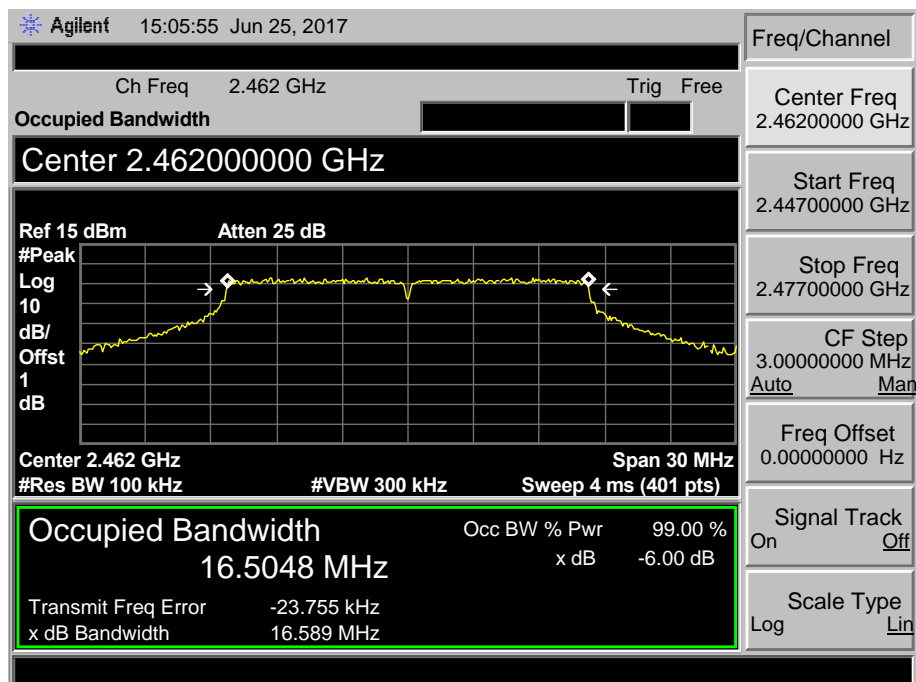 Agilent 15:05:55 Jun 25, 2017
Freq/Channel
Ch Freq 2.462 GHz Trig Free
Occupied Bandwidth
Center 2.462000000 GHz
Ref 15 dBm Atten 25 dB
#Peak
Log
10
dB/
Offst
1
dB
Center 2.462 GHz Span 30 MHz
#Res BW 100 kHz #VBW 300 kHz Sweep 4 ms (401 pts)
Occupied Bandwidth Occ BW % Pwr 99.00 %
16.5048 MHz x dB -6.00 dB
Transmit Freq Error -23.755 kHz
x dB Bandwidth 16.589 MHz
Center Freq
2.46200000 GHz
Start Freq
2.44700000 GHz
Stop Freq
2.47700000 GHz
CF Step
3.00000000 MHz
Auto Man
Freq Offset
0.00000000 Hz
Signal Track
On Off
Scale Type
Log Lin